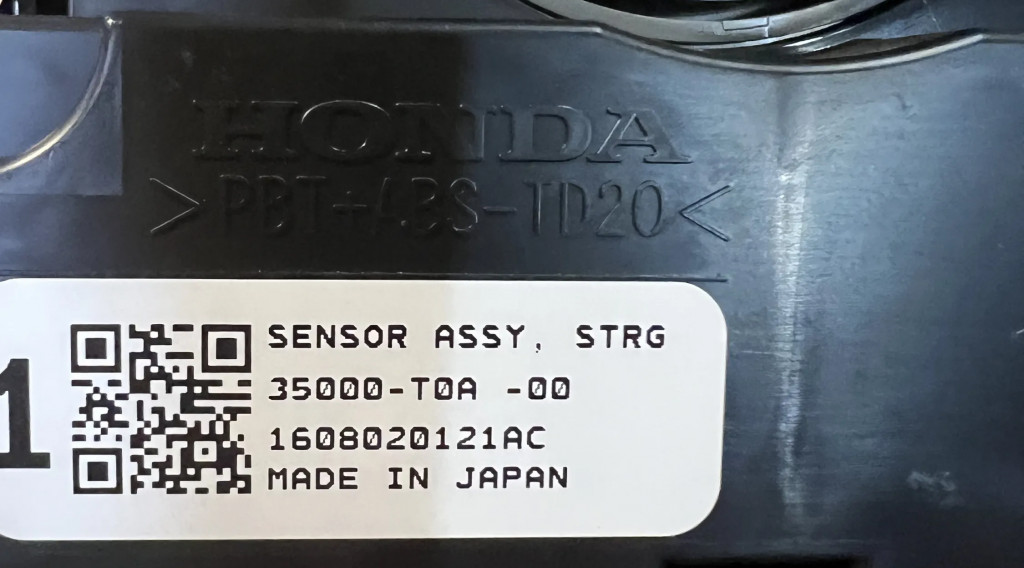 HONDA
>PBT+ABS-TD20<
1
SENSOR ASSY, STRG
35000-T0A -00
1608020121AC
MADE IN JAPAN